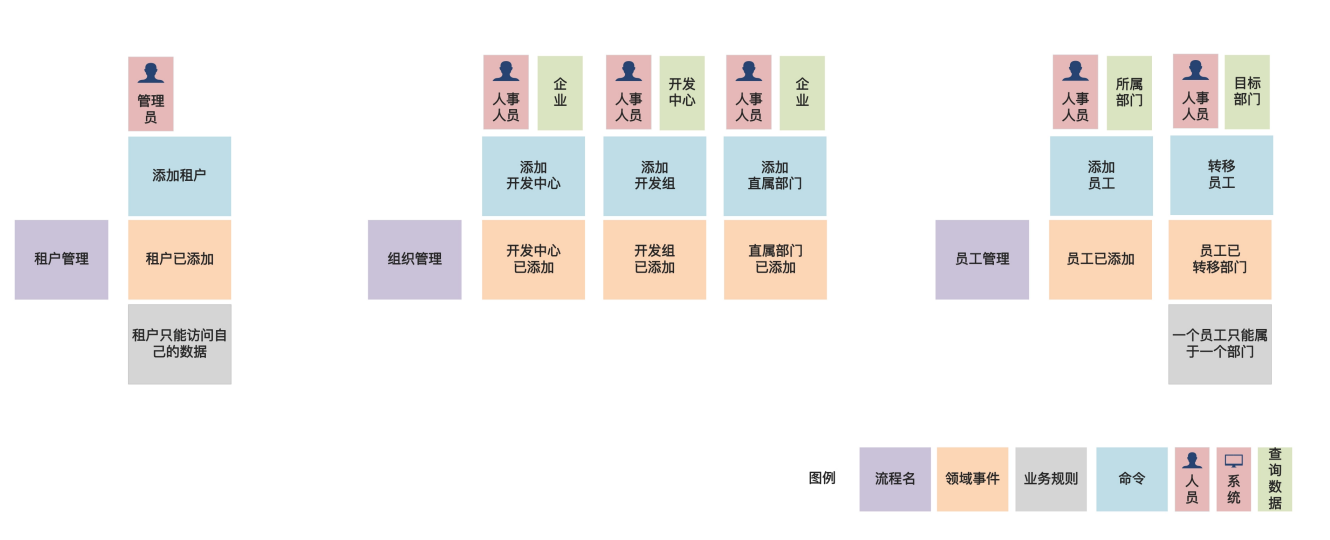 管理
员
添加租户
租户管理
租户已添加
租户只能访问自
己的数据
人事
人员
企
业
人事
人员
开发
中心
人事
人员
企
业
添加
开发中心
添加
开发组
添加
直属部门
组织管理
开发中心
已添加
开发组
已添加
直属部门
已添加
人事
人员
所属
部门
人事
人员
目标
部门
添加
员工
转移
员工
员工管理
员工已添加
员工已
转移部门
一个员工只能属
于一个部门
图例
流程名
领域事件
业务规则
命令
人
员
系
统
查
询
数
据